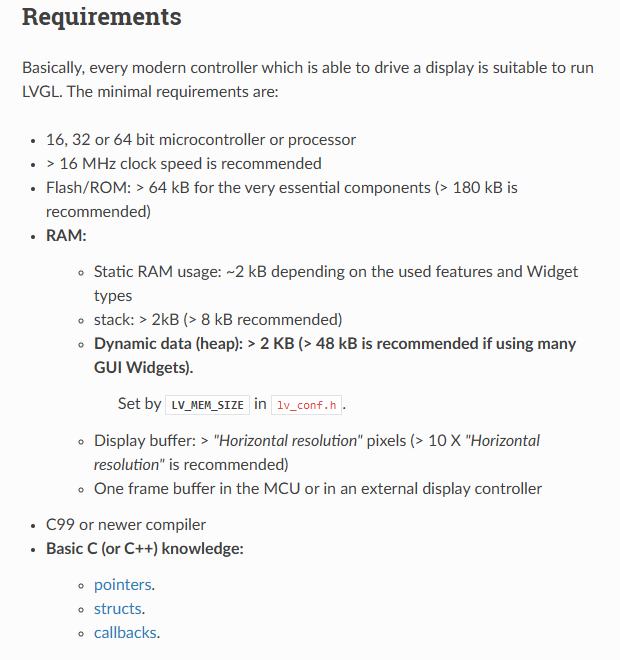 Requirements
Basically, every modern controller which is able to drive a display is suitable to run
LVGL. The minimal requirements are:
• 16, 32 or 64 bit microcontroller or processor
• > 16 MHz clock speed is recommended
• Flash/ROM: > 64 kB for the very essential components (> 180 kB is
recommended)
• RAM:
◦ Static RAM usage: ~2 kB depending on the used features and Widget
types
◦ stack: > 2kB (> 8 kB recommended)
◦ Dynamic data (heap): > 2 KB (> 48 kB is recommended if using many
GUI Widgets).
Set by LV_MEM_SIZE in lv_conf.h.
◦ Display buffer: > "Horizontal resolution" pixels (> 10 X "Horizontal
resolution" is recommended)
◦ One frame buffer in the MCU or in an external display controller
• C99 or newer compiler
• Basic C (or C++) knowledge:
◦ pointers.
◦ structs.
◦ callbacks.